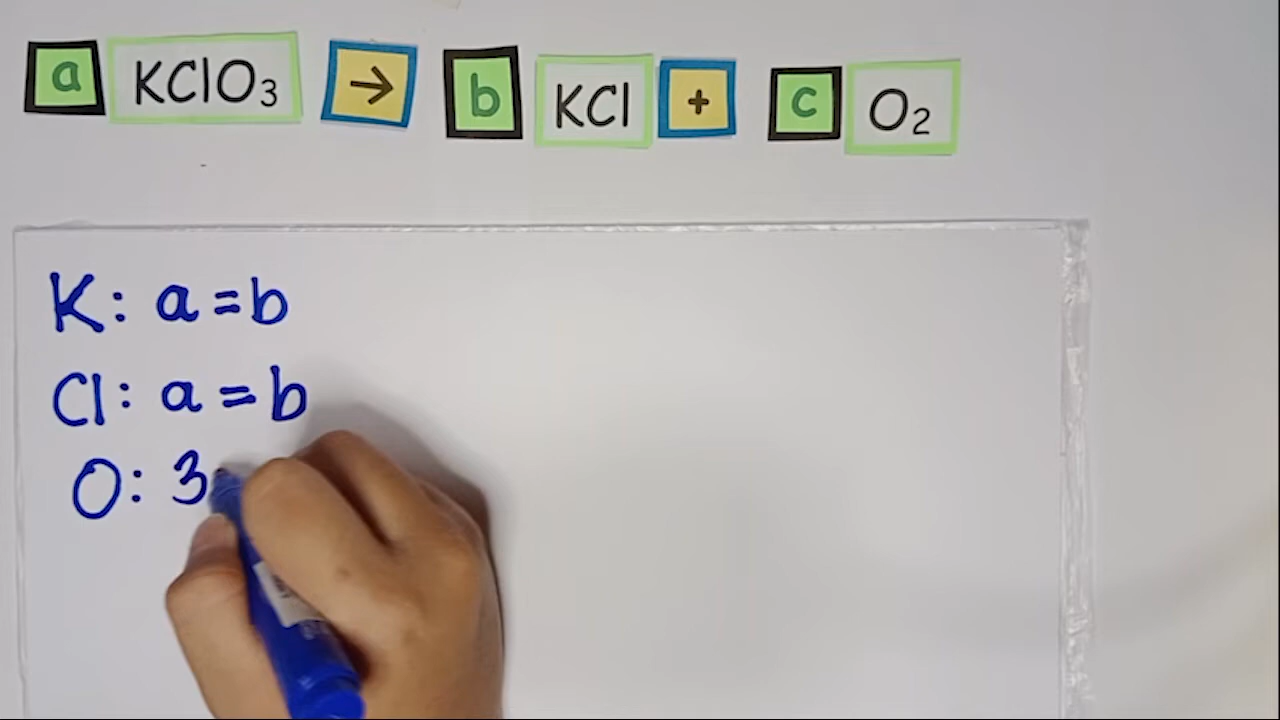 a KClO₃ → b KCl + c O₂
K: a = b
Cl: a = b
O: 3